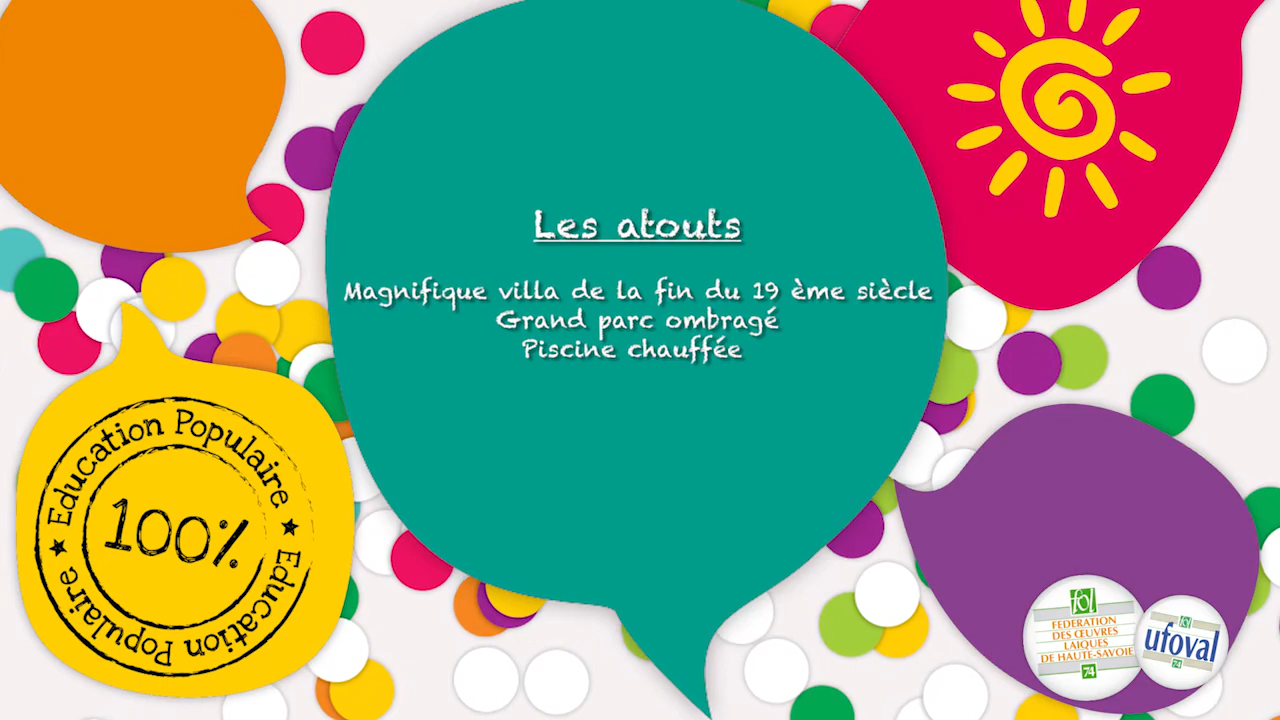 Les atouts
Magnifique villa de la fin du 19 ème siècle
Grand parc ombragé
Piscine chauffée
Education Populaire
100%
Education Populaire
fol
FEDERATION
DES ŒUVRES
LAIQUES
DE HAUTE-SAVOIE
74
fol
ufoval
74